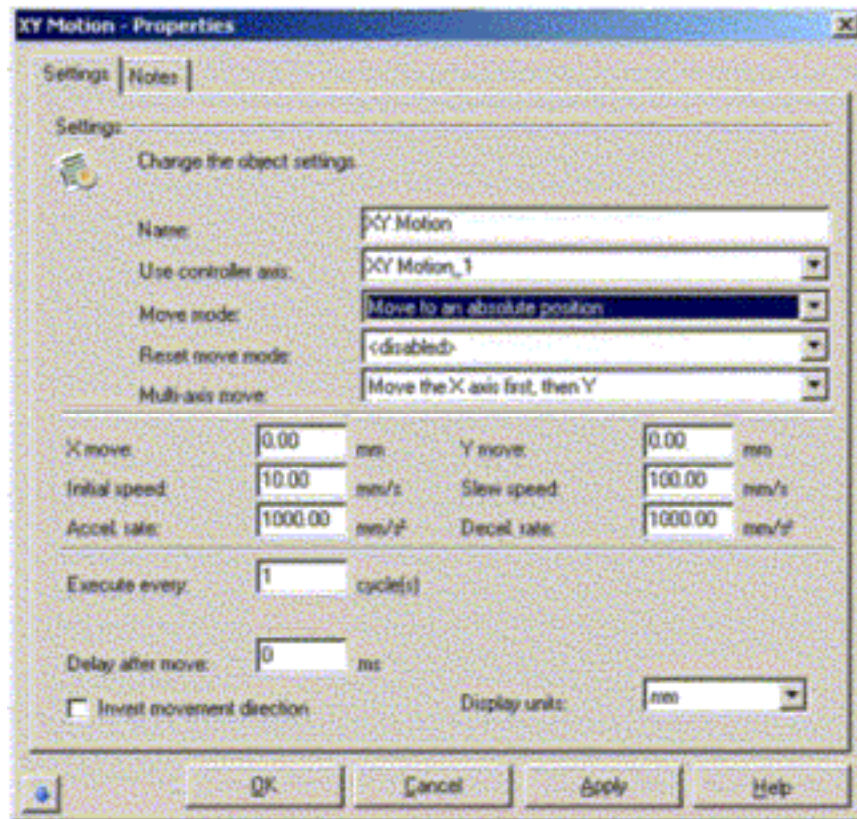 XY Motion - Properties
Settings Notes
Settings
Change the object settings.
Name: XY Motion
Use controller axis: XY Motion_1
Move mode: Move to an absolute position
Reset move mode: <disabled>
Multi-axis move: Move the X axis first, then Y
X move: 0.00 mm Y move: 0.00 mm
Initial speed: 10.00 mm/s Slew speed: 100.00 mm/s
Accel. rate: 1000.00 mm/s² Decel. rate: 1000.00 mm/s²
Execute every: 1 cycle(s)
Delay after move: 0 ms
Invert movement direction Display units: mm
OK Cancel Apply Help